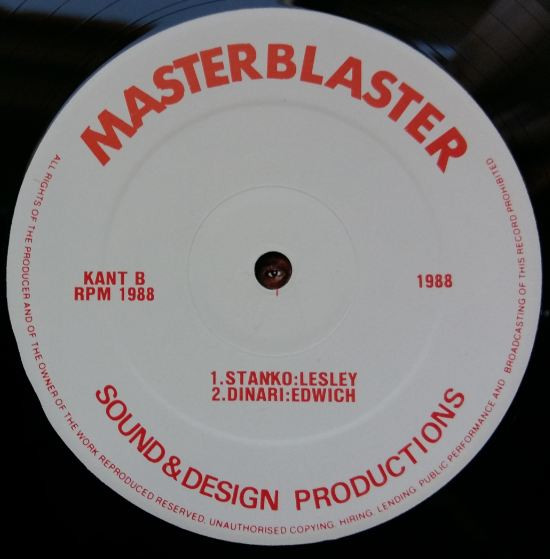 MASTERBLASTER
KANT B
RPM 1988
1988
1.STANKO:LESLEY
2.DINARI:EDWICH
SOUND & DESIGN PRODUCTIONS
ALL RIGHTS OF THE PRODUCER AND OF THE OWNER OF THE WORK REPRODUCED RESERVED. UNAUTHORISED COPYING. HIRING. LENDING. PUBLIC PERFORMANCE AND BROADCASTING OF THIS RECORD PROHIBITED